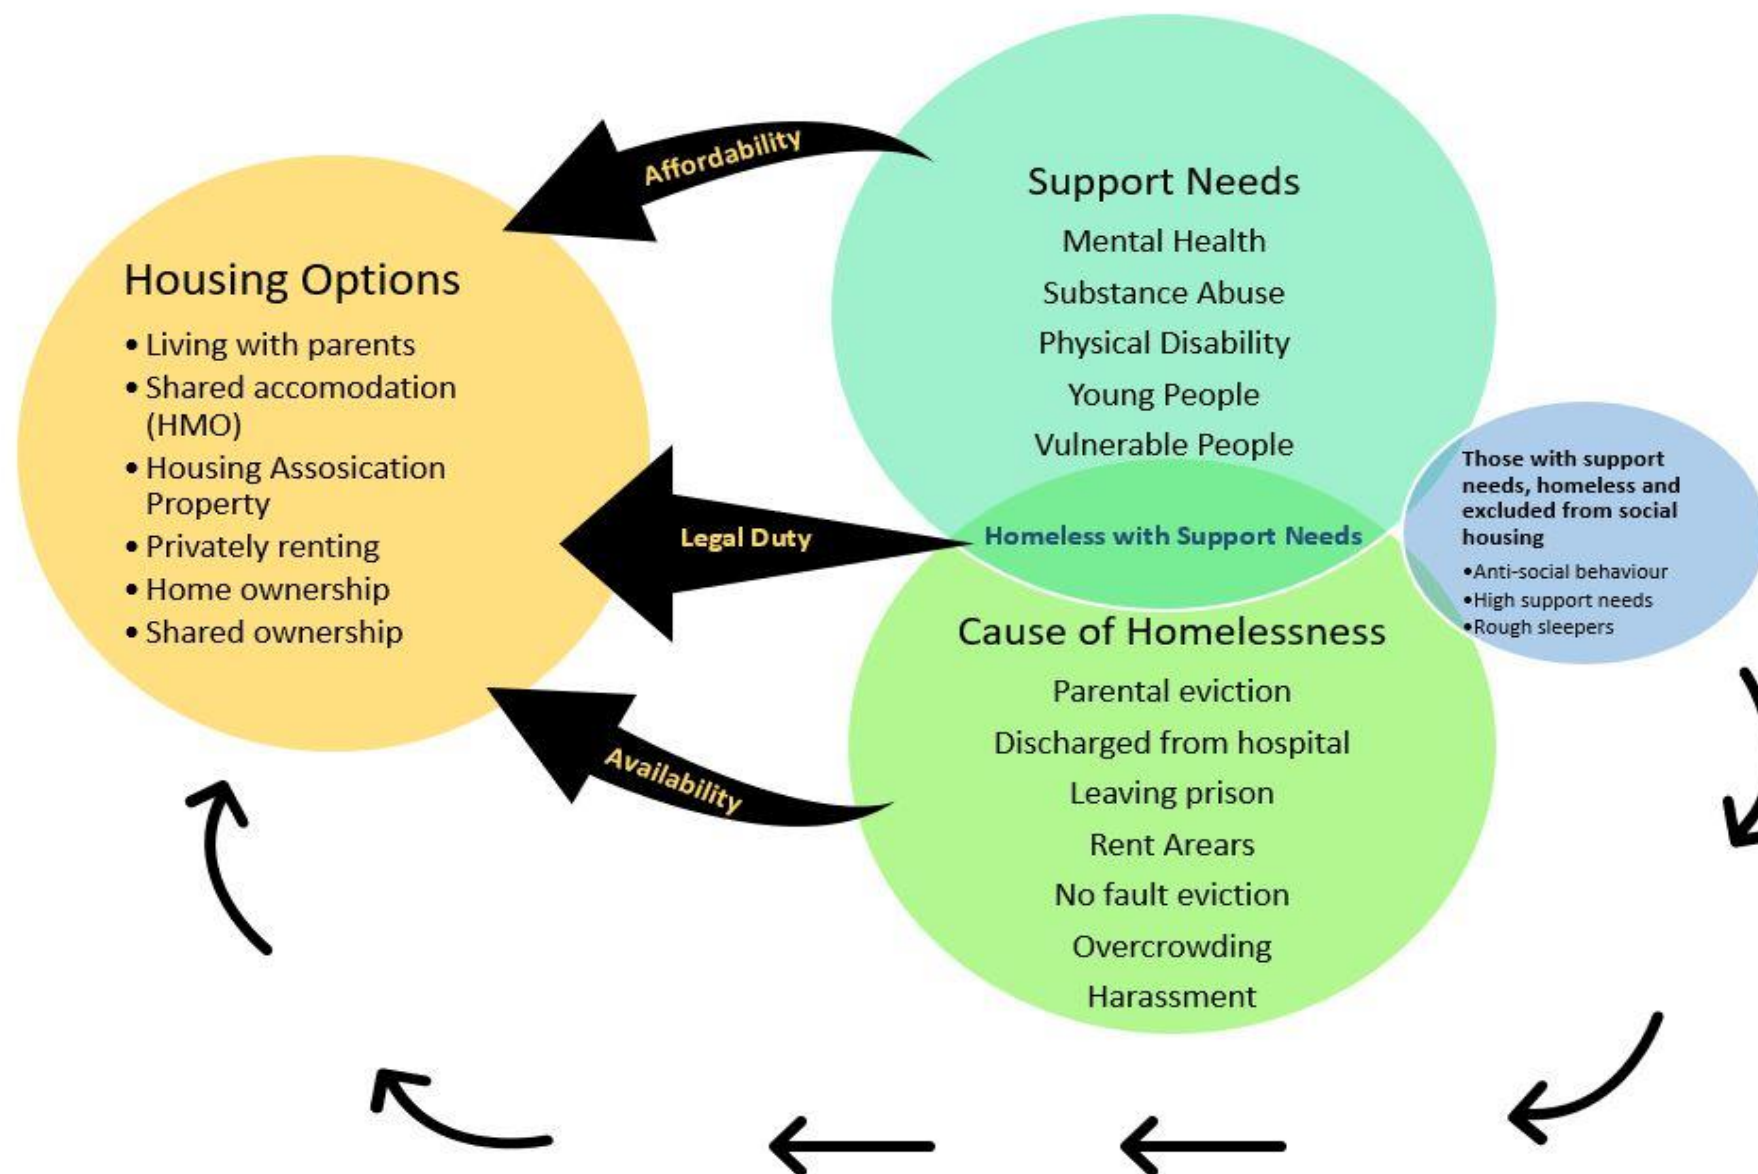 Affordability
Support Needs
Mental Health
Substance Abuse
Physical Disability
Young People
Vulnerable People
Housing Options
• Living with parents
• Shared accomodation
(HMO)
• Housing Assosication
Property
• Privately renting
• Home ownership
• Shared ownership
Legal Duty
Homeless with Support Needs
Those with support
needs, homeless and
excluded from social
housing
•Anti-social behaviour
•High support needs
•Rough sleepers
Availability
Cause of Homelessness
Parental eviction
Discharged from hospital
Leaving prison
Rent Arears
No fault eviction
Overcrowding
Harassment